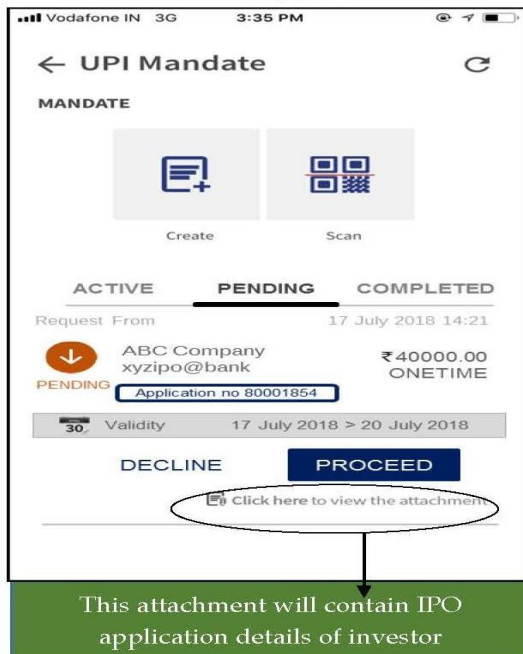 Vodafone IN 3G 3:35 PM
← UPI Mandate
MANDATE
Create Scan
ACTIVE PENDING COMPLETED
Request From 17 July 2018 14:21
ABC Company ₹40000.00
xyzipo@bank ONETIME
PENDING
Application no 80001854
30 Validity 17 July 2018 > 20 July 2018
DECLINE PROCEED
Click here to view the attachment
This attachment will contain IPO
application details of investor